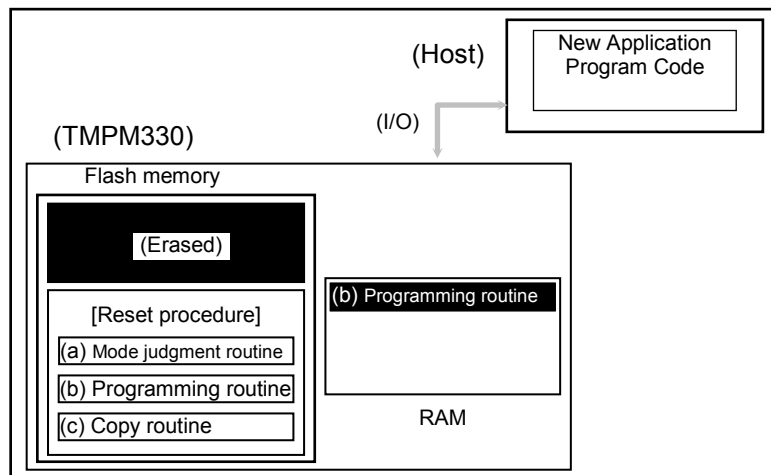 (Host)
New Application
Program Code
(I/O)
(TMPM330)
Flash memory
(Erased)
[Reset procedure]
(a) Mode judgment routine
(b) Programming routine
(c) Copy routine
(b) Programming routine
RAM